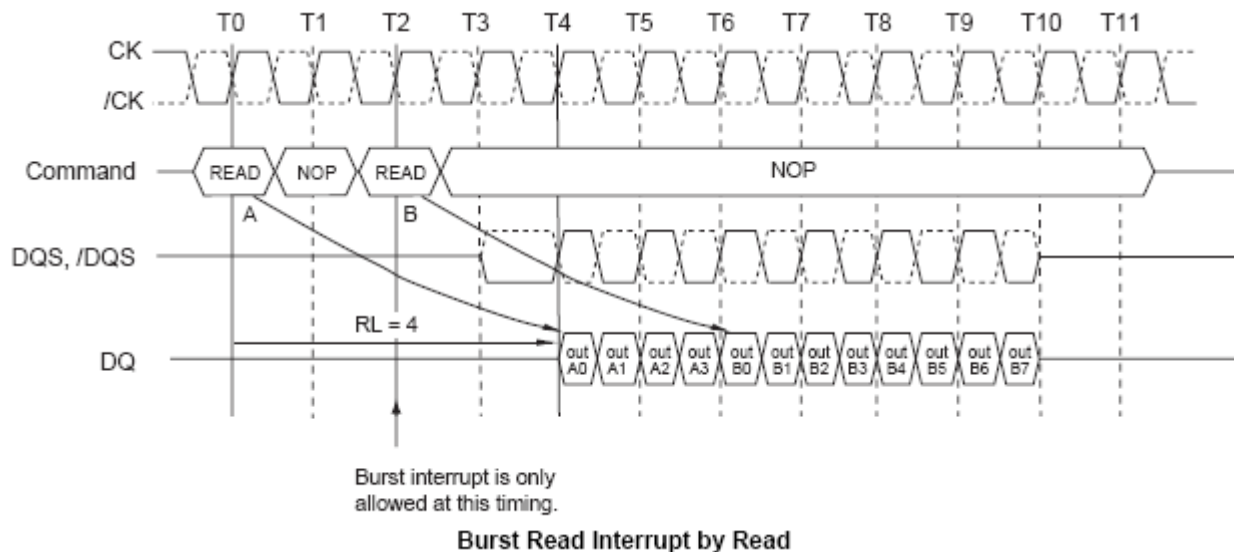 T0 T1 T2 T3 T4 T5 T6 T7 T8 T9 T10 T11
CK
/CK
Command READ NOP READ NOP
A B
DQS, /DQS
RL = 4
DQ out A0 out A1 out A2 out A3 out B0 out B1 out B2 out B3 out B4 out B5 out B6 out B7
Burst interrupt is only
allowed at this timing.
Burst Read Interrupt by Read